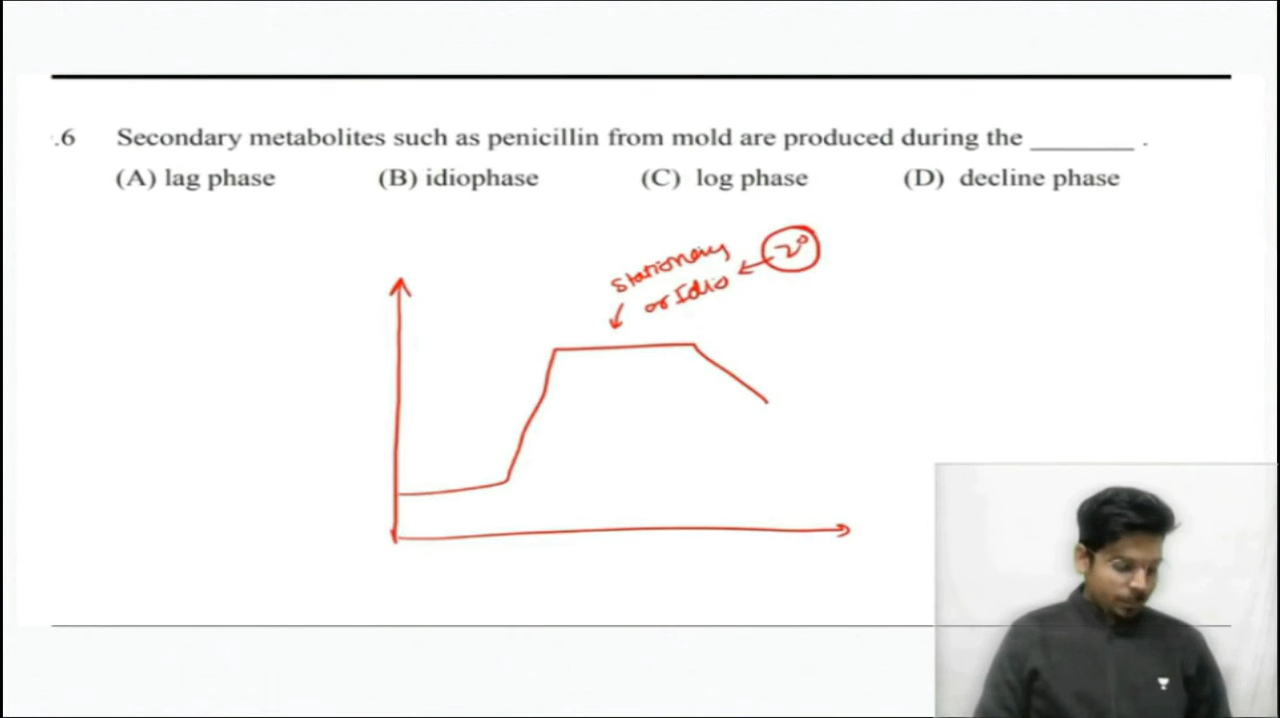 .6 Secondary metabolites such as penicillin from mold are produced during the ________ .
(A) lag phase (B) idiophase (C) log phase (D) decline phase
Stationary 2°
or Idio